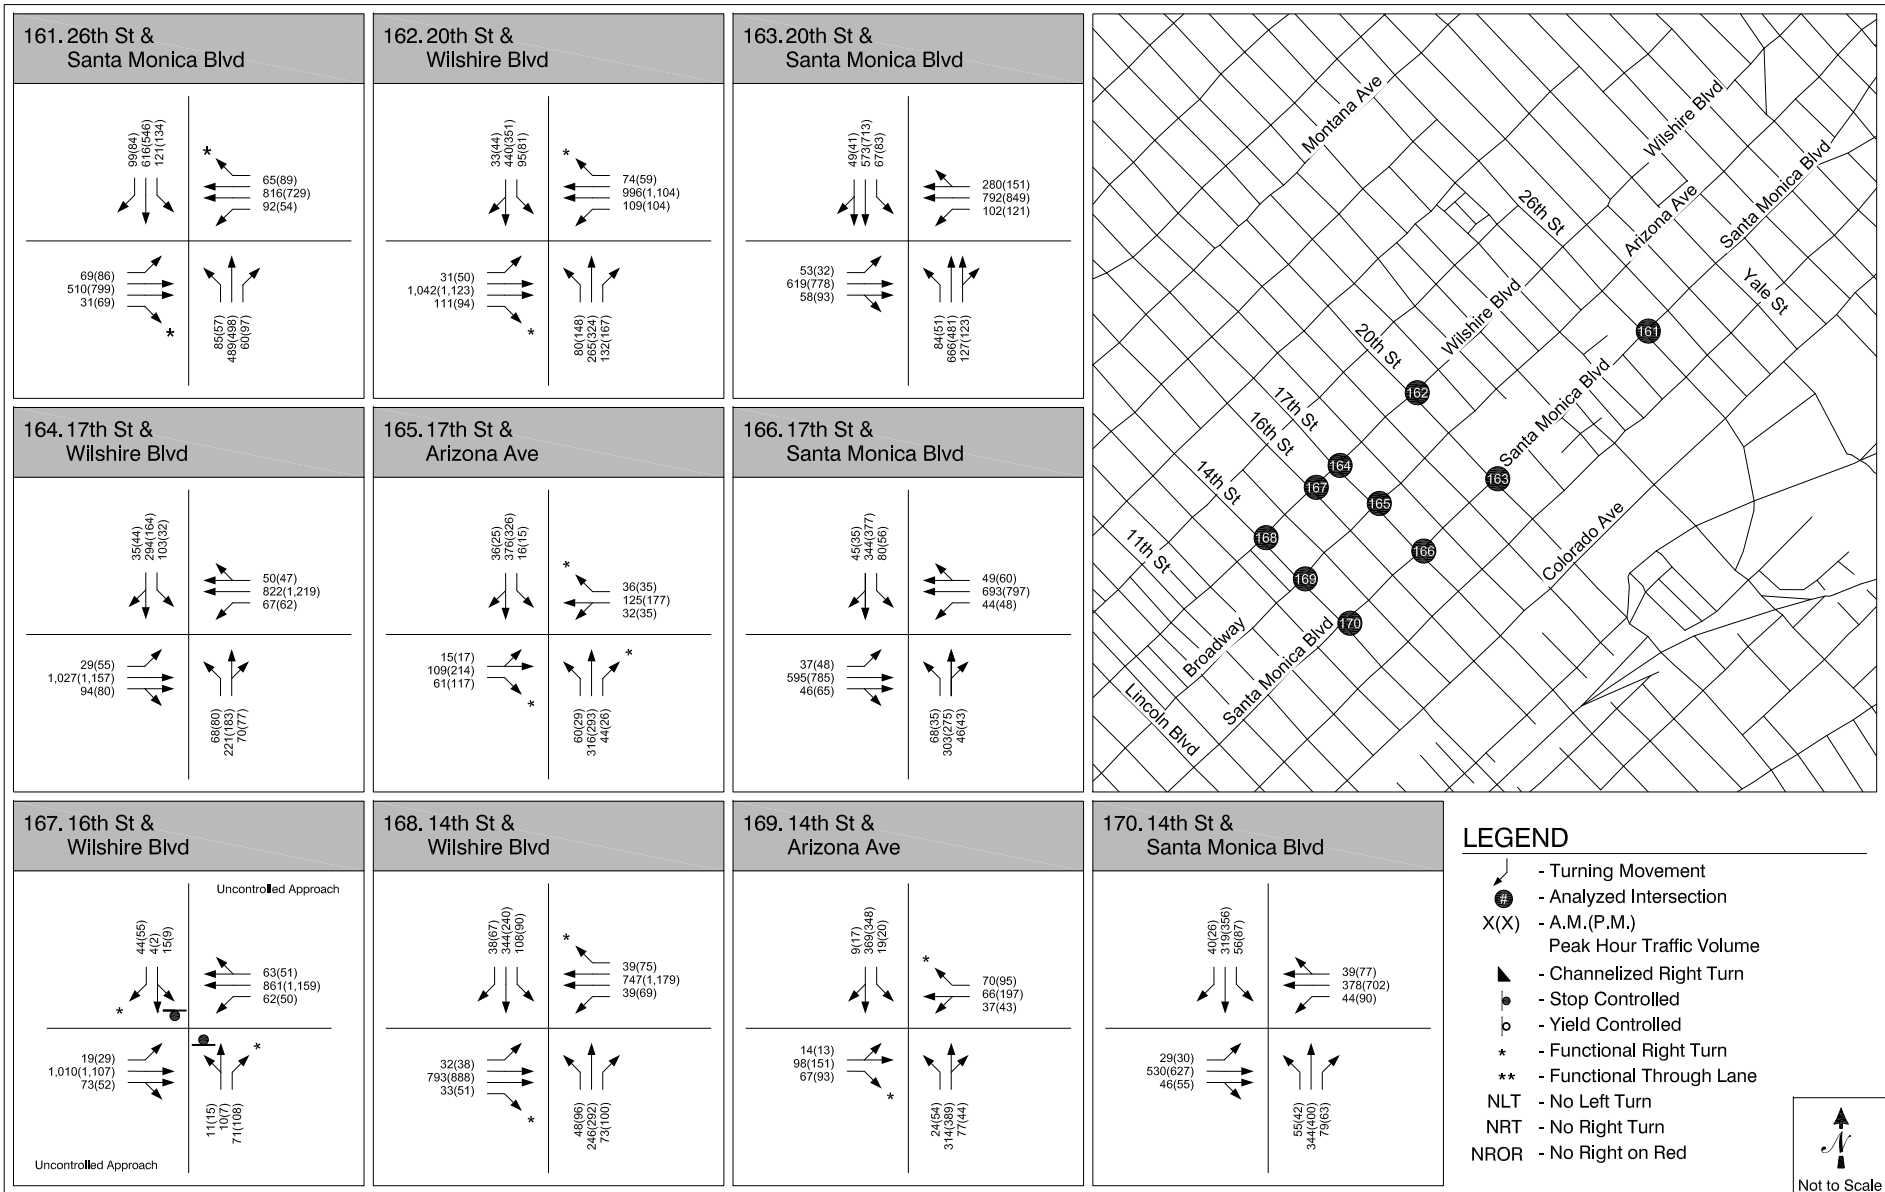 161. 26th St &
Santa Monica Blvd
99(84)
616(546)
121(134)
*
65(89)
816(729)
92(54)
69(86)
510(799)
31(69)
*
85(57)
489(498)
60(97)
162. 20th St &
Wilshire Blvd
33(44)
440(351)
95(81)
*
74(59)
996(1,104)
109(104)
31(50)
1,042(1,123)
111(94)
*
80(148)
265(324)
132(167)
163. 20th St &
Santa Monica Blvd
49(41)
573(713)
67(83)
280(151)
792(849)
102(121)
53(32)
619(778)
58(93)
84(51)
666(481)
127(123)
164. 17th St &
Wilshire Blvd
35(44)
294(164)
103(32)
50(47)
822(1,219)
67(62)
29(55)
1,027(1,157)
94(80)
68(80)
221(183)
70(77)
165. 17th St &
Arizona Ave
36(25)
376(326)
16(15)
*
36(35)
125(177)
32(35)
15(17)
109(214)
61(117)
*
60(29)
316(293)
44(26)
*
166. 17th St &
Santa Monica Blvd
45(35)
344(377)
80(56)
49(60)
693(797)
44(48)
37(48)
595(785)
46(65)
68(35)
303(275)
46(43)
167. 16th St &
Wilshire Blvd
Uncontrolled Approach
44(55)
4(2)
15(9)
*
63(51)
861(1,159)
62(50)
19(29)
1,010(1,107)
73(52)
*
11(15)
10(7)
71(108)
Uncontrolled Approach
168. 14th St &
Wilshire Blvd
38(67)
344(240)
108(90)
*
39(75)
747(1,179)
39(69)
32(38)
793(888)
33(51)
*
48(96)
246(292)
73(100)
169. 14th St &
Arizona Ave
9(17)
369(348)
19(20)
*
70(95)
66(197)
37(43)
14(13)
98(151)
67(93)
*
24(54)
314(389)
77(44)
170. 14th St &
Santa Monica Blvd
40(26)
319(356)
56(87)
39(77)
378(702)
44(90)
29(30)
530(627)
46(55)
55(42)
344(400)
79(63)
Montana Ave
Wilshire Blvd
26th St
Arizona Ave
Santa Monica Blvd
Yale St
20th St
Wilshire Blvd
161
162
17th St
16th St
Santa Monica Blvd
14th St
164
167
163
165
11th St
168
166
Colorado Ave
169
170
Broadway
Santa Monica Blvd
Lincoln Blvd
LEGEND
- Turning Movement
# - Analyzed Intersection
X(X) - A.M.(P.M.)
Peak Hour Traffic Volume
- Channelized Right Turn
- Stop Controlled
- Yield Controlled
* - Functional Right Turn
** - Functional Through Lane
NLT - No Left Turn
NRT - No Right Turn
NROR - No Right on Red
N
Not to Scale